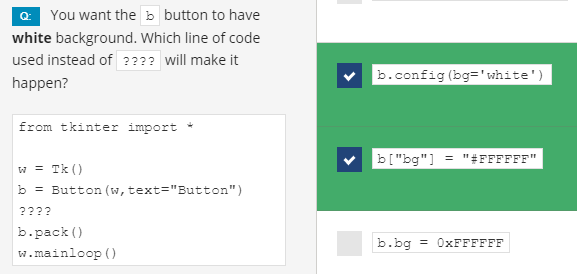 Q: You want the b button to have
white background. Which line of code
used instead of ???? will make it
happen?
from tkinter import *
w = Tk()
b = Button(w,text="Button")
????
b.pack()
w.mainloop()
b.config(bg='white')
b["bg"] = "#FFFFFF"
b.bg = 0xFFFFFF